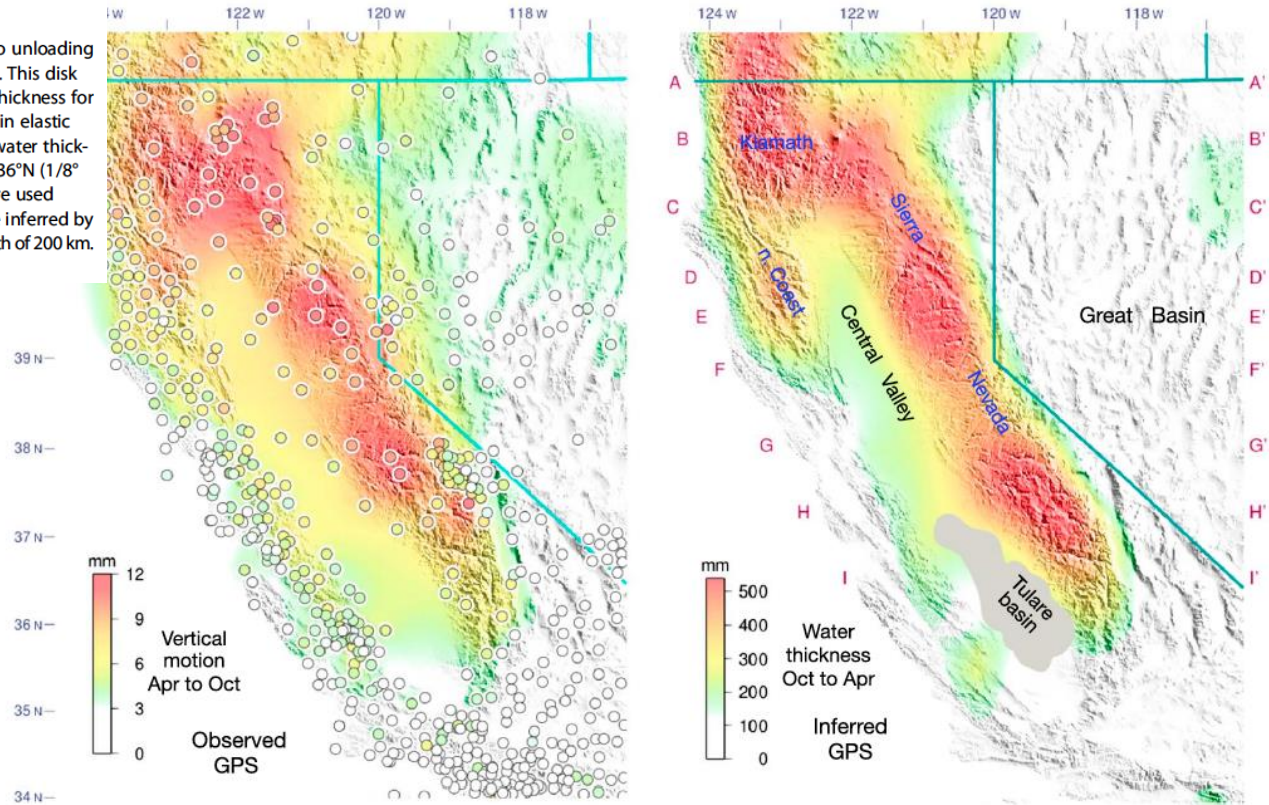 o unloading
. This disk
hickness for
in elastic
vater thick-
36°N (1/8°
re used
e inferred by
th of 200 km.
W
122 W
120 W
118 W
39 N
38 N
37 N
36 N
35 N
34 N
mm
12
9
6
3
0
Vertical
motion
Apr to Oct
Observed
GPS
124 W
122 W
120 W
118 W
A
A'
B
B'
C
C'
D
D'
E
E'
F
F'
G
G'
H
H'
I
I'
Klamath
Sierra
n. Coast
Central Valley
Great Basin
Nevada
Tulare
basin
mm
500
400
300
200
100
0
Water
thickness
Oct to Apr
Inferred
GPS